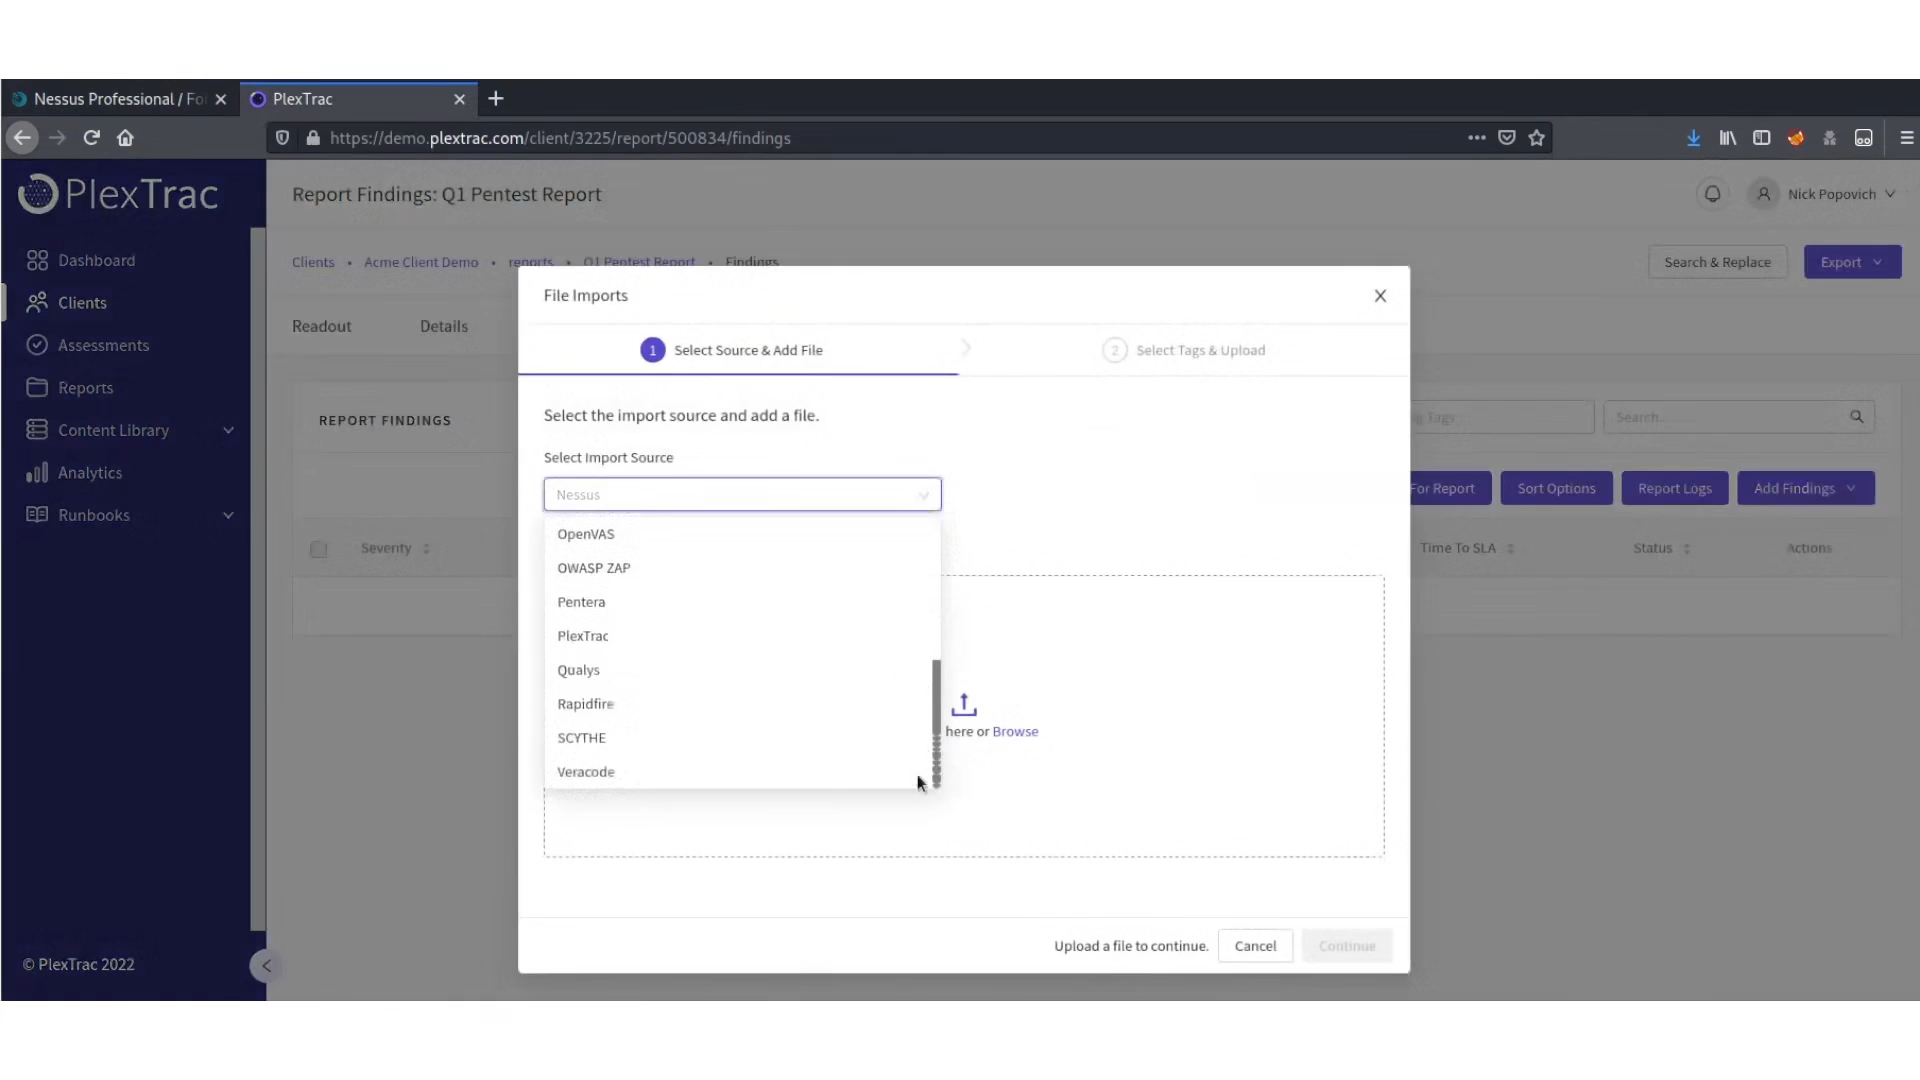 Nessus Professional / Fo
PlexTrac
https://demo.plextrac.com/client/3225/report/500834/findings
PlexTrac
Report Findings: Q1 Pentest Report
Nick Popovich
Dashboard
Clients
Assessments
Reports
Content Library
Analytics
Runbooks
© PlexTrac 2022
Clients • Acme Client Demo • reports • Q1 Pentest Report • Findings
Search & Replace
Export
Readout
Details
REPORT FINDINGS
Tags
Search...
For Report
Sort Options
Report Logs
Add Findings
Severity
Time To SLA
Status
Actions
File Imports
1 Select Source & Add File
2 Select Tags & Upload
Select the import source and add a file.
Select Import Source
Nessus
OpenVAS
OWASP ZAP
Pentera
PlexTrac
Qualys
Rapidfire
SCYTHE
Veracode
here or Browse
Upload a file to continue.
Cancel
Continue